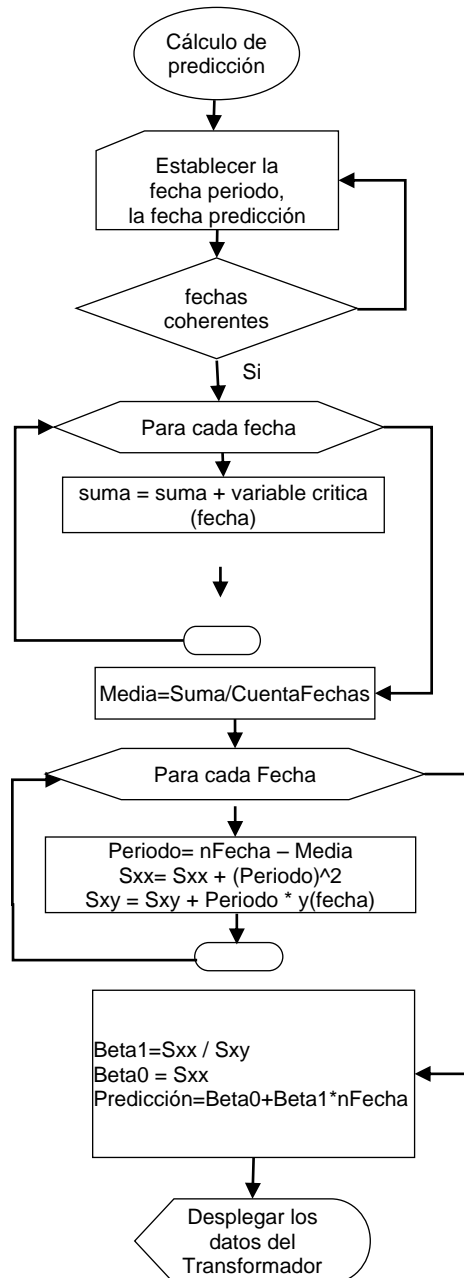 Cálculo de
predicción
Establecer la
fecha periodo,
la fecha predicción
fechas
coherentes
Si
Para cada fecha
suma = suma + variable critica
(fecha)
Media=Suma/CuentaFechas
Para cada Fecha
Periodo= nFecha – Media
Sxx= Sxx + (Periodo)^2
Sxy = Sxy + Periodo * y(fecha)
Beta1=Sxx / Sxy
Beta0 = Sxx
Predicción=Beta0+Beta1*nFecha
Desplegar los
datos del
Transformador